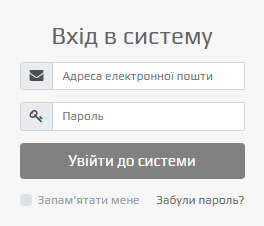 Вхід в систему
Адреса електронної пошти
Пароль
Увійти до системи
Запам'ятати мене Забули пароль?